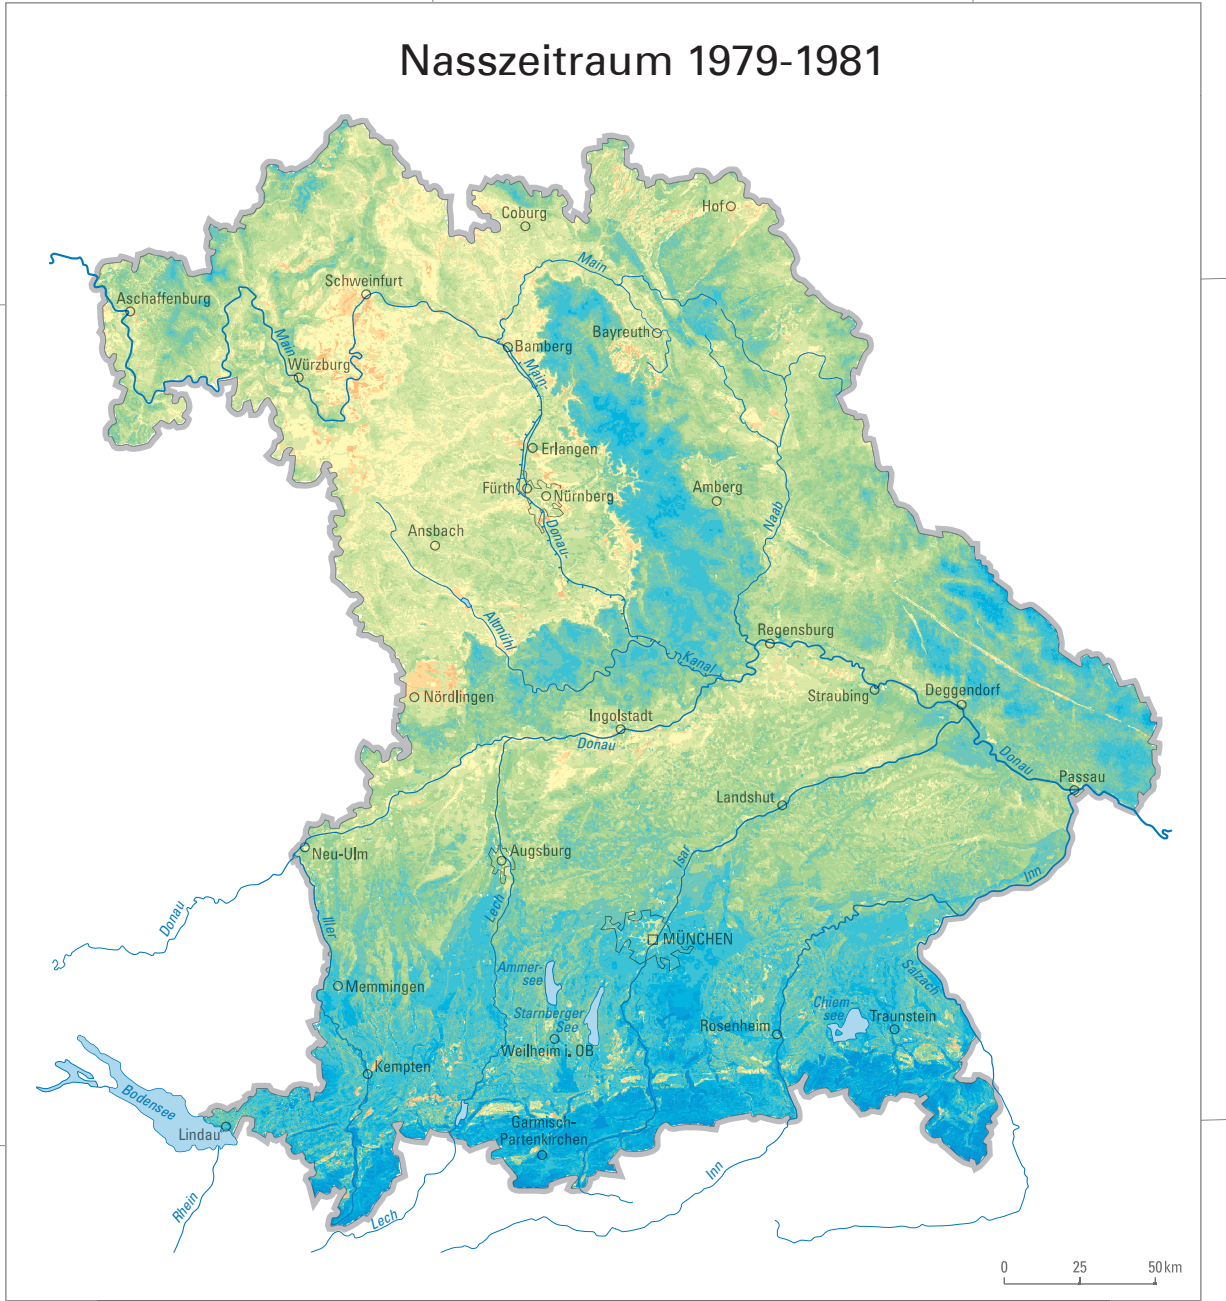 Nasszeitraum 1979-1981
Coburg
Hof
Main
Schweinfurt
Aschaffenburg
Bayreuth
Main
Würzburg
Bamberg
Main-
Erlangen
Fürth
Nürnberg
Amberg
Naab
Ansbach
Donau-
Altmühl
Regensburg
Kanal
Nördlingen
Straubing
Deggendorf
Ingolstadt
Donau
Donau
Passau
Landshut
Neu-Ulm
Augsburg
Isar
Inn
Lech
Donau
Iller
MÜNCHEN
Ammer-
see
Salzach
Memmingen
Starnberger
See
Chiem-
see
Traunstein
Rosenheim
Weilheim i. OB
Kempten
Bodensee
Lindau
Garmisch-
Partenkirchen
Inn
Rhein
Lech
0 25 50 km